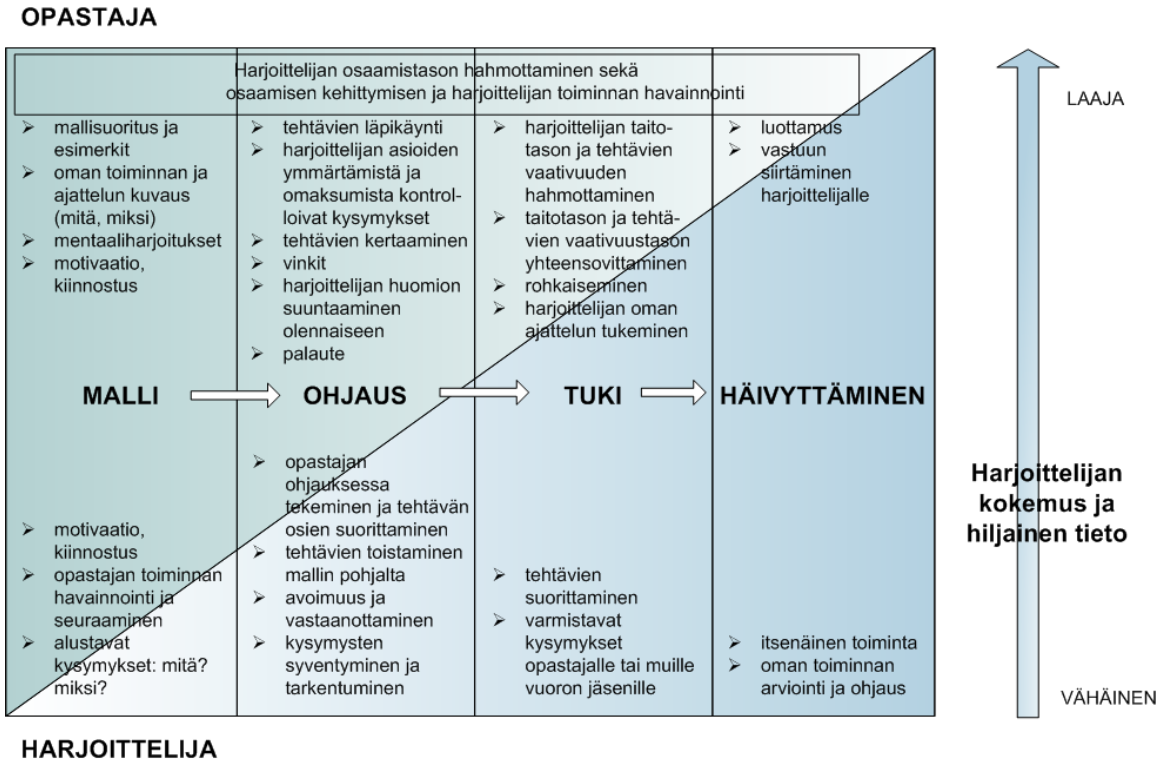 OPASTAJA
Harjoittelijan osaamistason hahmottaminen sekä
osaamisen kehittymisen ja harjoittelijan toiminnan havainnointi
➢ mallisuoritus ja
esimerkit
➢ oman toiminnan ja
ajattelun kuvaus
(mitä, miksi)
➢ mentaaliharjoitukset
➢ motivaatio,
kiinnostus
➢ tehtävien läpikäynti
➢ harjoittelijan asioiden
ymmärtämistä ja
omaksumista kontrol-
loivat kysymykset
➢ tehtävien kertaaminen
➢ vinkit
➢ harjoittelijan huomion
suuntaaminen
olennaiseen
➢ palaute
➢ harjoittelijan taito-
tason ja tehtävien
vaativuuden
hahmottaminen
➢ taitotason ja tehtä-
vien vaativuustason
yhteensovittaminen
➢ rohkaiseminen
➢ harjoittelijan oman
ajattelun tukeminen
➢ luottamus
➢ vastuun
siirtäminen
harjoittelijalle
MALLI
OHJAUS
TUKI
HÄIVYTTÄMINEN
➢ motivaatio,
kiinnostus
➢ opastajan toiminnan
havainnointi ja
seuraaminen
➢ alustavat
kysymykset: mitä?
miksi?
➢ opastajan
ohjauksessa
tekeminen ja tehtävän
osien suorittaminen
➢ tehtävien toistaminen
mallin pohjalta
➢ avoimuus ja
vastaanottaminen
➢ kysymysten
syventyminen ja
tarkentuminen
➢ tehtävien
suorittaminen
➢ varmistavat
kysymykset
opastajalle tai muille
vuoron jäsenille
➢ itsenäinen toiminta
➢ oman toiminnan
arviointi ja ohjaus
LAAJA
Harjoittelijan
kokemus ja
hiljainen tieto
VÄHÄINEN
HARJOITTELIJA